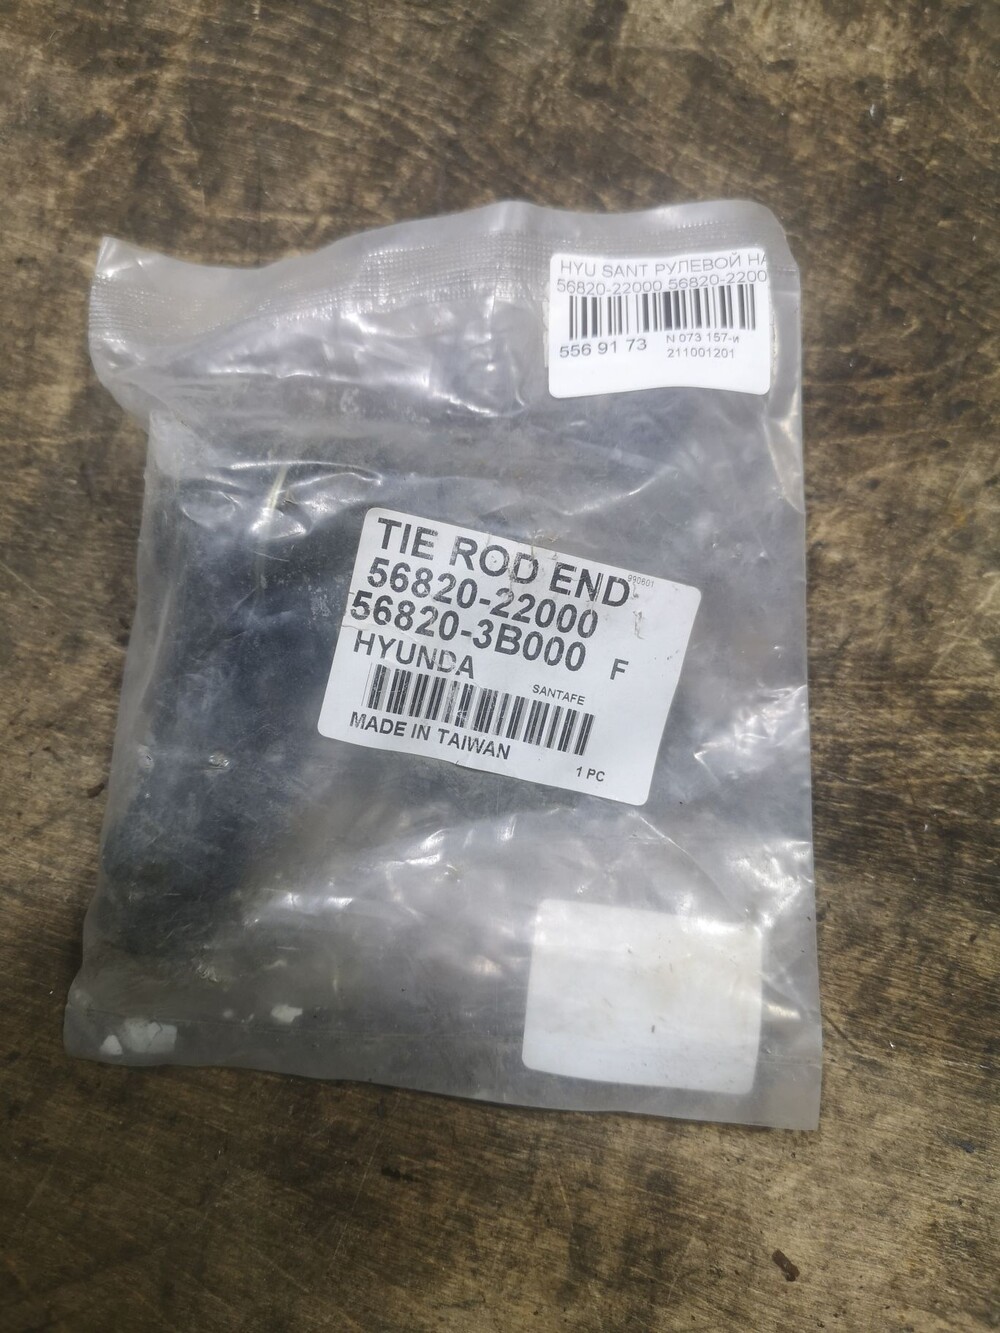 HYU SANT РУЛЕВОЙ НА
56820-22000 56820-2200
556 91 73
N 073 157-и
211001201
TIE ROD END
990601
56820-22000
56820-3B000 F
HYUNDA
SANTAFE
MADE IN TAIWAN
1 PC